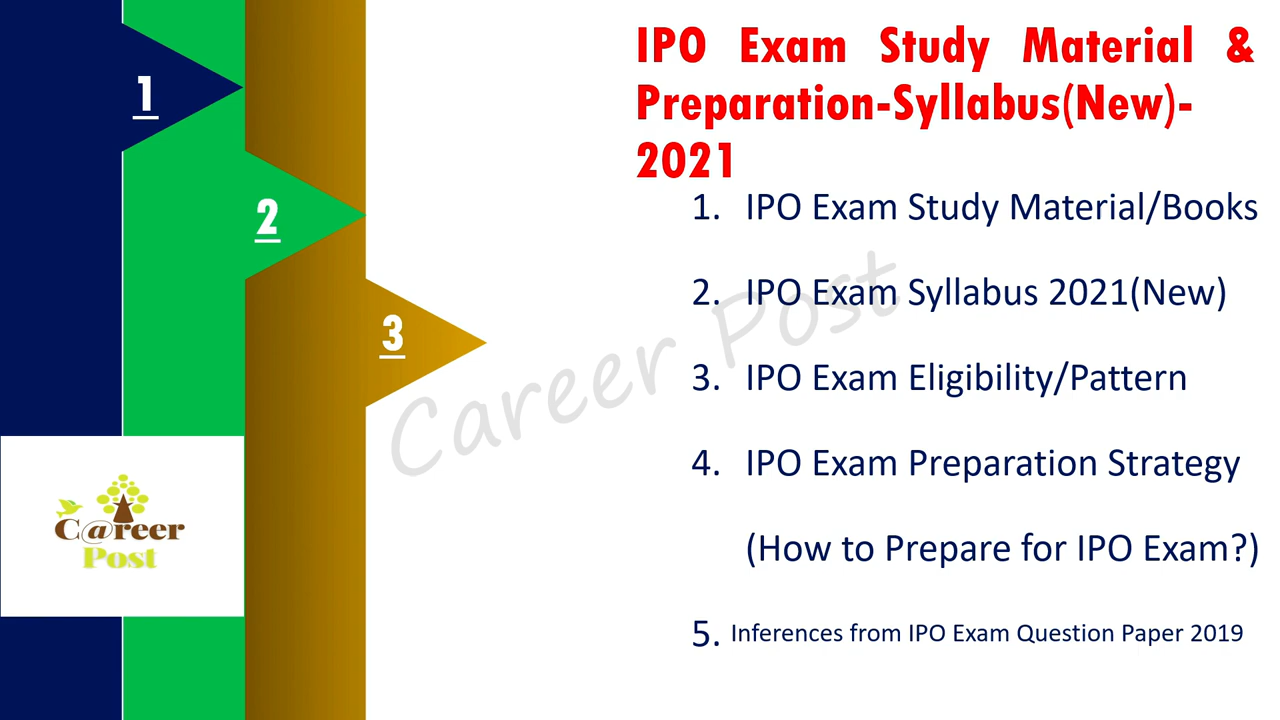 IPO Exam Study Material &
Preparation-Syllabus(New)-
2021
1. IPO Exam Study Material/Books
2. IPO Exam Syllabus 2021(New)
3. IPO Exam Eligibility/Pattern
4. IPO Exam Preparation Strategy
(How to Prepare for IPO Exam?)
5. Inferences from IPO Exam Question Paper 2019
1
2
3
Career Post
C@reer
Post